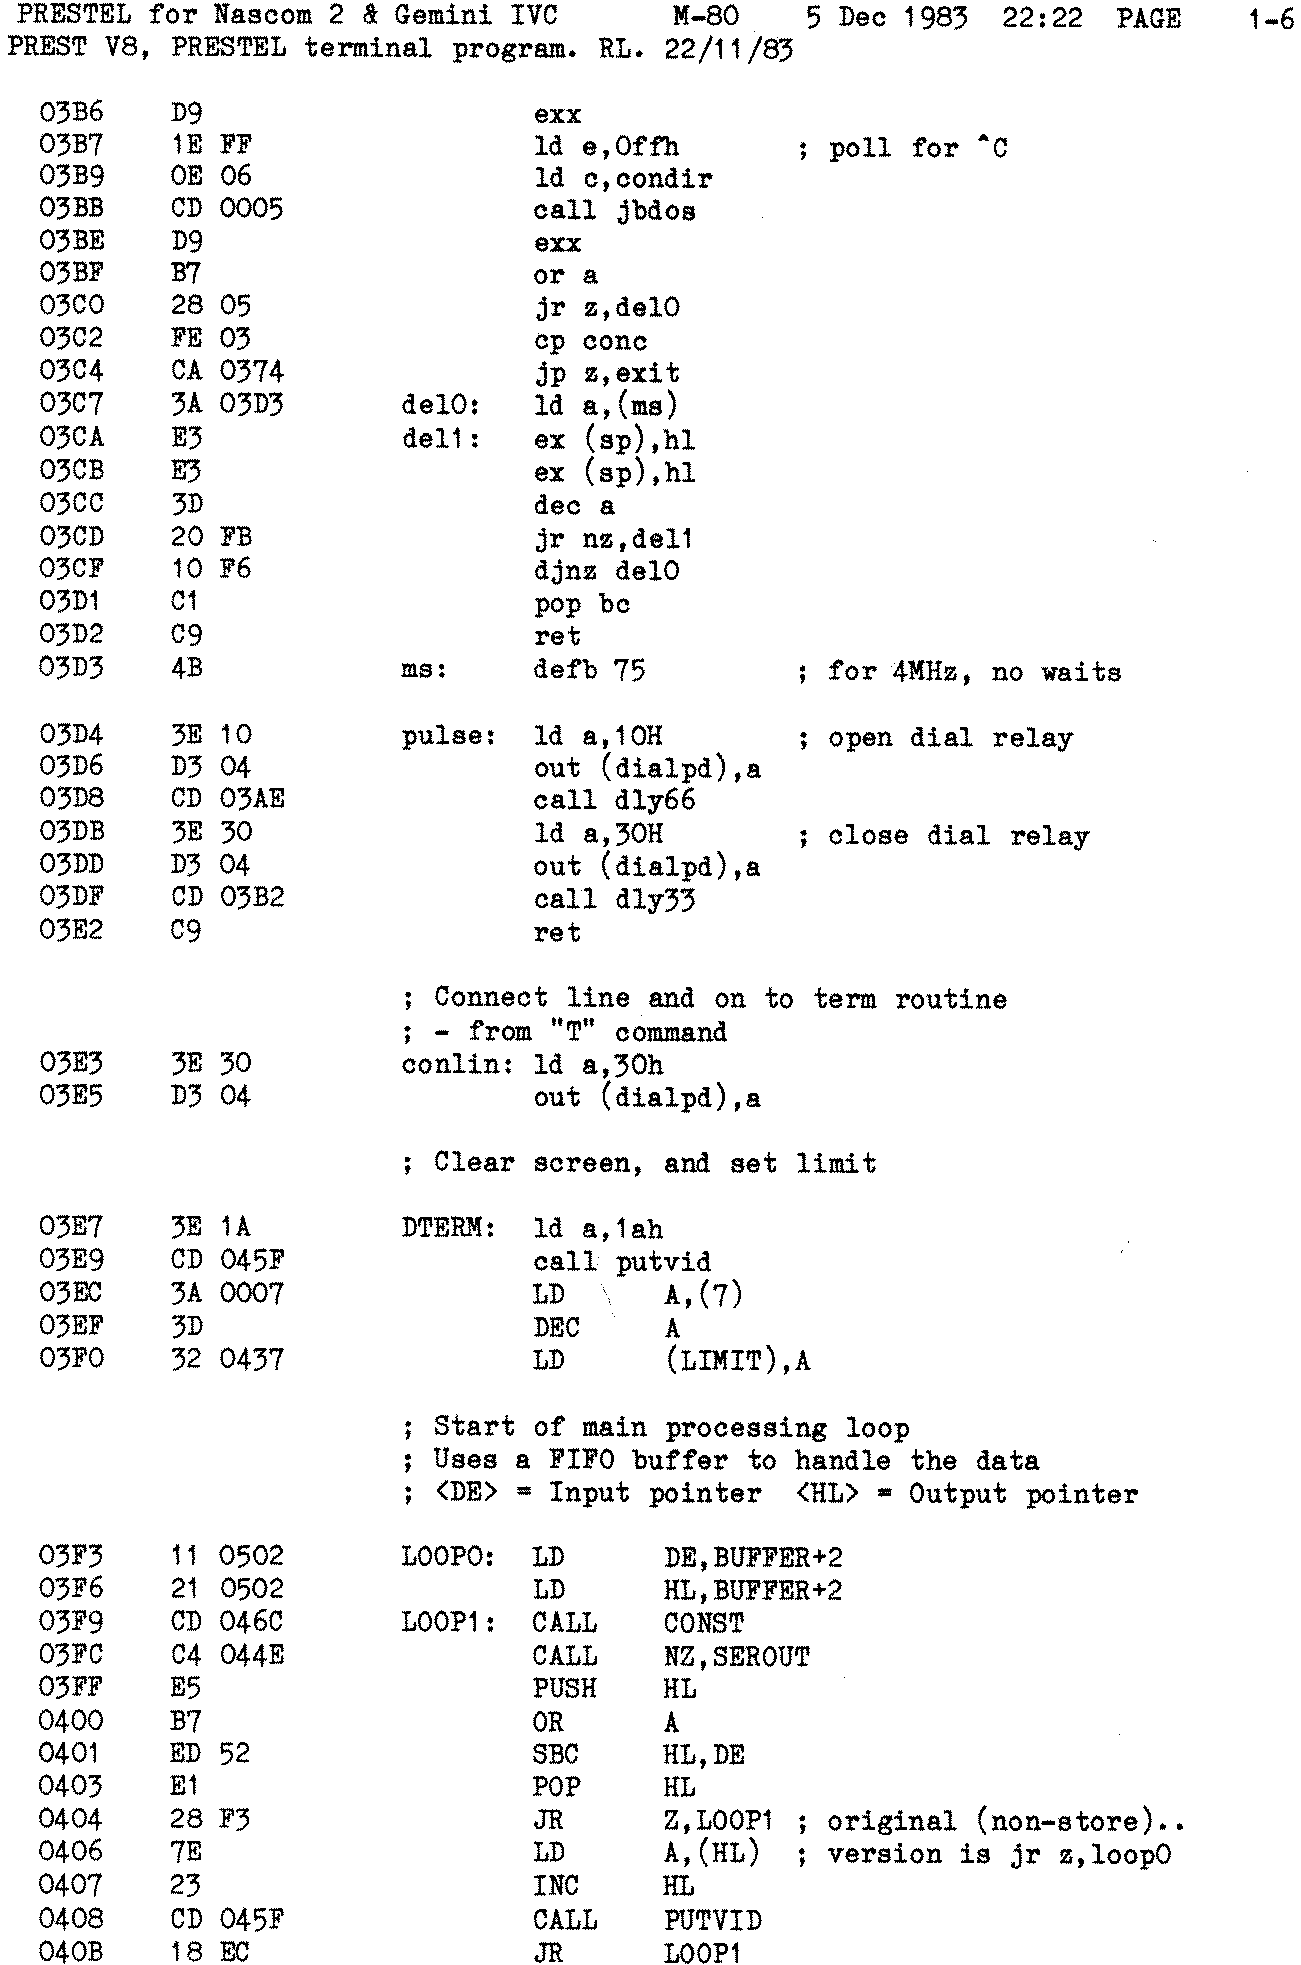 PRESTEL for Nascom 2 & Gemini IVC       M-80    5 Dec 1983  22:22  PAGE    1-6
PREST V8, PRESTEL terminal program. RL. 22/11/83

03B6    D9                      exx
03B7    1E FF                   ld e,0ffh       ; poll for ^C
03B9    0E 06                   ld c,condir
03BB    CD 0005                 call jbdos
03BE    D9                      exx
03BF    B7                      or a
03C0    28 05                   jr z,del0
03C2    FE 03                   cp conc
03C4    CA 0374                 jp z,exit
03C7    3A 03D3         del0:   ld a,(ms)
03CA    E3              del1:   ex (sp),hl
03CB    E3                      ex (sp),hl
03CC    3D                      dec a
03CD    20 FB                   jr nz,del1
03CF    10 F6                   djnz del0
03D1    C1                      pop bc
03D2    C9                      ret
03D3    4B              ms:     defb 75         ; for 4MHz, no waits

03D4    3E 10           pulse:  ld a,10H        ; open dial relay
03D6    D3 04                   out (dialpd),a
03D8    CD 03AE                 call dly66
03DB    3E 30                   ld a,30H        ; close dial relay
03DD    D3 04                   out (dialpd),a
03DF    CD 03B2                 call dly33
03E2    C9                      ret

                        ; Connect line and on to term routine
                        ; - from "T" command
03E3    3E 30           conlin: ld a,30h
03E5    D3 04                   out (dialpd),a

                        ; Clear screen, and set limit

03E7    3E 1A           DTERM:  ld a,1ah
03E9    CD 045F                 call putvid
03EC    3A 0007                 LD      A,(7)
03EF    3D                      DEC     A
03F0    32 0437                 LD      (LIMIT),A

                        ; Start of main processing loop
                        ; Uses a FIFO buffer to handle the data
                        ; <DE> = Input pointer  <HL> = Output pointer

03F3    11 0502         LOOP0:  LD      DE,BUFFER+2
03F6    21 0502                 LD      HL,BUFFER+2
03F9    CD 046C         LOOP1:  CALL    CONST
03FC    C4 044E                 CALL    NZ,SEROUT
03FF    E5                      PUSH    HL
0400    B7                      OR      A
0401    ED 52                   SBC     HL,DE
0403    E1                      POP     HL
0404    28 F3                   JR      Z,LOOP1 ; original (non-store)..
0406    7E                      LD      A,(HL)  ; version is jr z,loop0
0407    23                      INC     HL
0408    CD 045F                 CALL    PUTVID
040B    18 EC                   JR      LOOP1